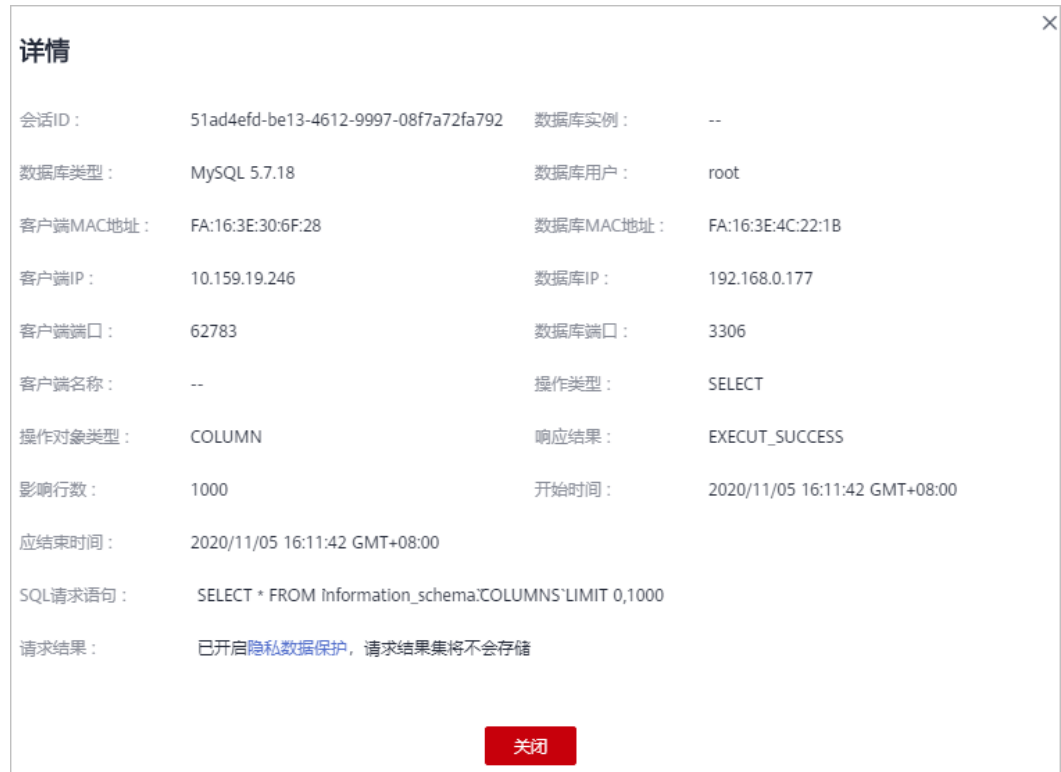 详情
会话ID : 51ad4efd-be13-4612-9997-08f7a72fa792 数据库实例 : --
数据库类型 : MySQL 5.7.18 数据库用户 : root
客户端MAC地址 : FA:16:3E:30:6F:28 数据库MAC地址 : FA:16:3E:4C:22:1B
客户端IP : 10.159.19.246 数据库IP : 192.168.0.177
客户端端口 : 62783 数据库端口 : 3306
客户端名称 : -- 操作类型 : SELECT
操作对象类型 : COLUMN 响应结果 : EXECUT_SUCCESS
影响行数 : 1000 开始时间 : 2020/11/05 16:11:42 GMT+08:00
应结束时间 : 2020/11/05 16:11:42 GMT+08:00
SQL请求语句 : SELECT * FROM `information_schema`.`COLUMNS` LIMIT 0,1000
请求结果 : 已开启隐私数据保护，请求结果集将不会存储
关闭